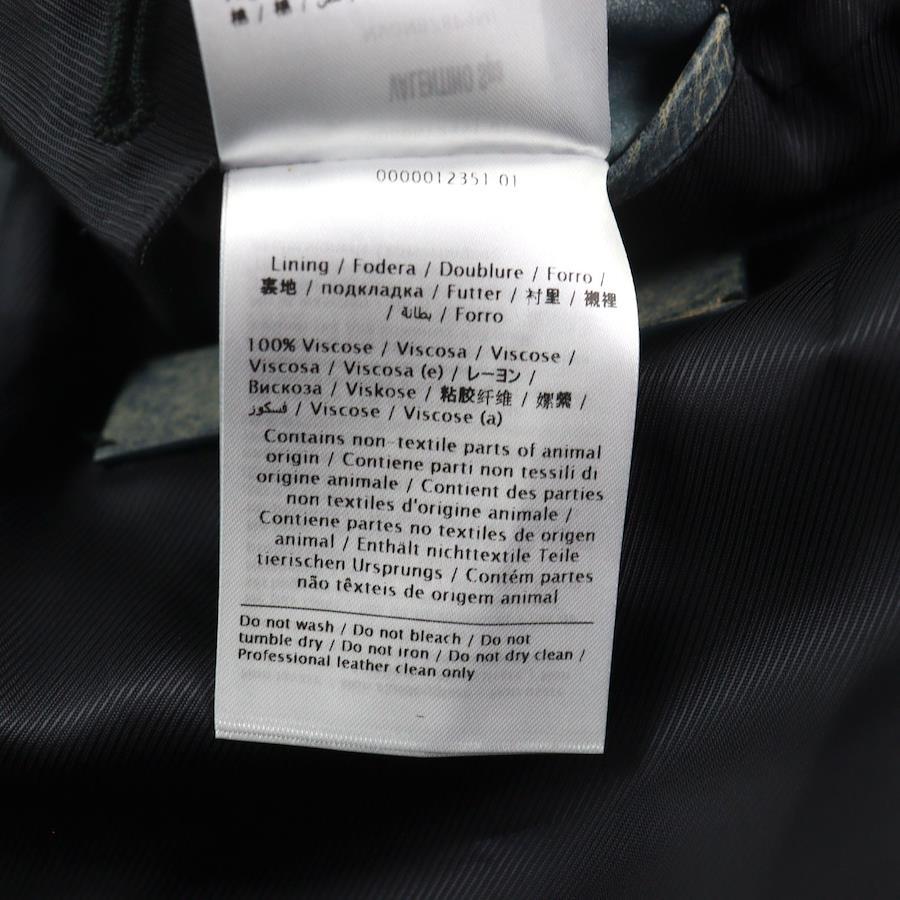 0000012351 01
Lining / Fodera / Doublure / Forro /
裏地 / подкладка / Futter / 衬里 / 襯裡
/ بطانة / Forro
100% Viscose / Viscosa / Viscose /
Viscosa / Viscosa (e) / レーヨン /
Вискоза / Viskose / 粘胶纤维 / 嫘縈 /
فسكوز / Viscose / Viscose (a)
Contains non-textile parts of animal
origin / Contiene parti non tessili di
origine animale / Contient des parties
non textiles d'origine animale /
Contiene partes no textiles de origen
animal / Enthält nichttextile Teile
tierischen Ursprungs / Contém partes
não têxteis de origem animal
Do not wash / Do not bleach / Do not
tumble dry / Do not iron / Do not dry clean /
Professional leather clean only